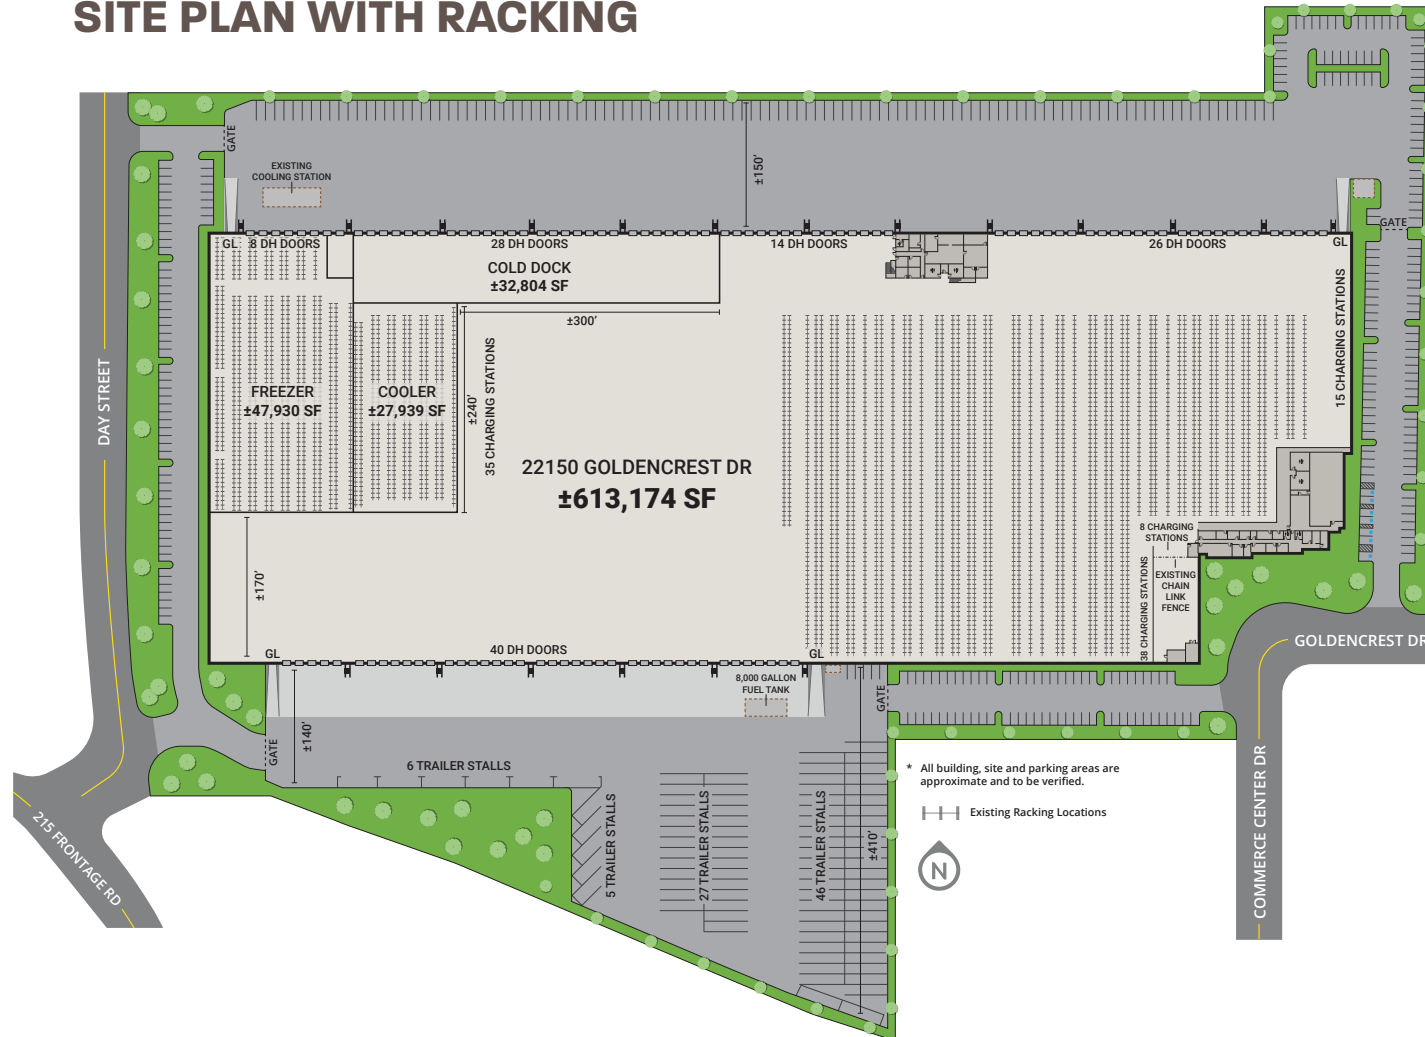 SITE PLAN WITH RACKING
GATE
EXISTING
COOLING STATION
±150'
GATE
GL
8 DH DOORS
28 DH DOORS
14 DH DOORS
26 DH DOORS
GL
COLD DOCK
±32,804 SF
±300'
15 CHARGING STATIONS
DAY STREET
FREEZER
±47,930 SF
COOLER
±27,939 SF
±240'
35 CHARGING STATIONS
22150 GOLDENCREST DR
±613,174 SF
8 CHARGING
STATIONS
38 CHARGING STATIONS
EXISTING
CHAIN
LINK
FENCE
±170'
GL
40 DH DOORS
GL
GOLDENCREST DR
8,000 GALLON
FUEL TANK
GATE
GATE
±140'
6 TRAILER STALLS
5 TRAILER STALLS
27 TRAILER STALLS
46 TRAILER STALLS
±410'
* All building, site and parking areas are
approximate and to be verified.
Existing Racking Locations
N
215 FRONTAGE RD
COMMERCE CENTER DR